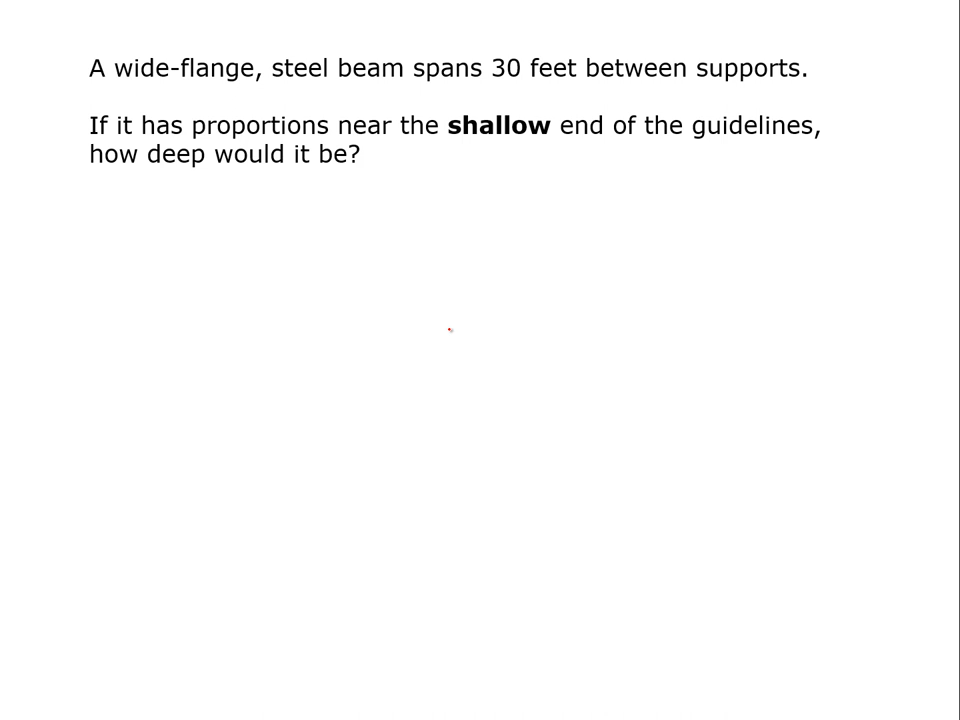 A wide-flange, steel beam spans 30 feet between supports.
If it has proportions near the shallow end of the guidelines,
how deep would it be?